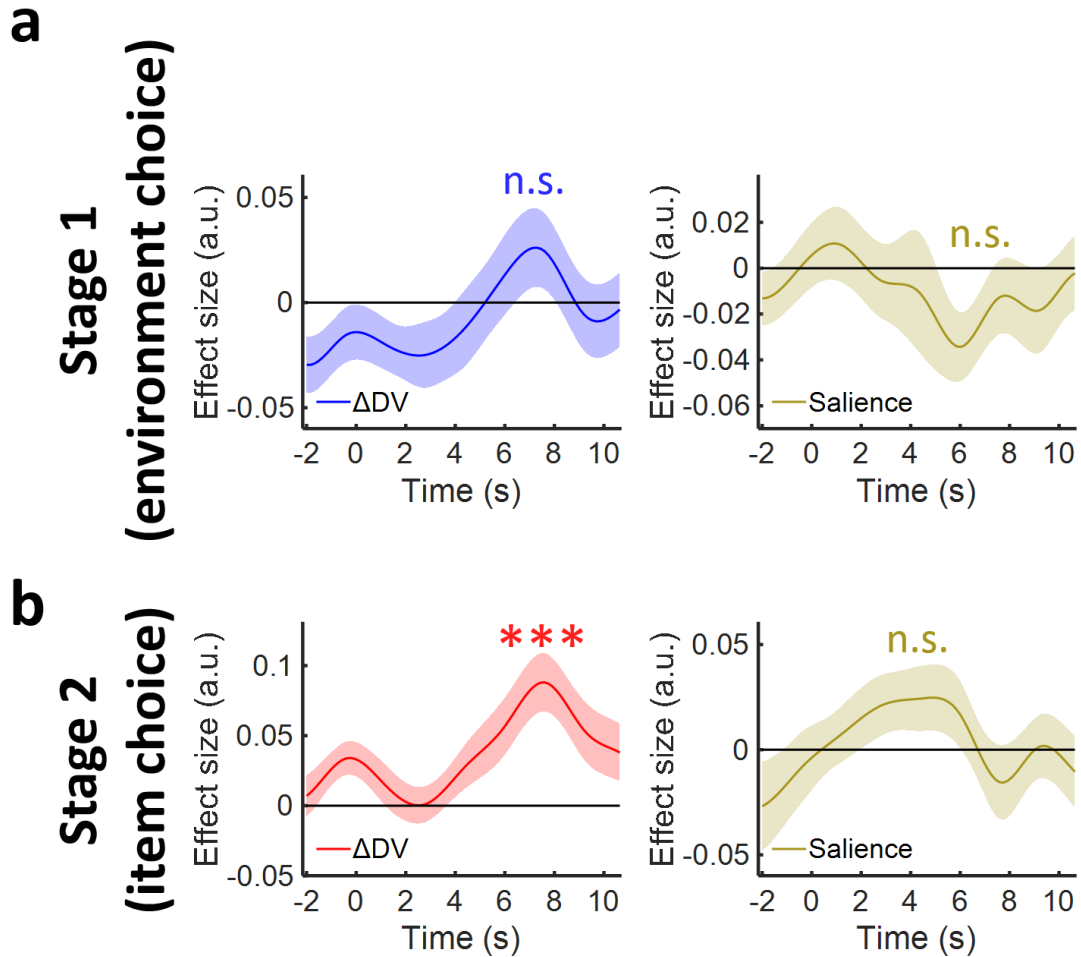 a
Stage 1
(environment choice)
Effect size (a.u.)
0.05
0
-0.05
n.s.
ΔDV
-2 0 2 4 6 8 10
Time (s)
Effect size (a.u.)
0.02
0
-0.02
-0.04
-0.06
n.s.
Salience
-2 0 2 4 6 8 10
Time (s)
b
Stage 2
(item choice)
Effect size (a.u.)
0.1
0.05
0
-0.05
***
ΔDV
-2 0 2 4 6 8 10
Time (s)
Effect size (a.u.)
0.05
0
-0.05
n.s.
Salience
-2 0 2 4 6 8 10
Time (s)